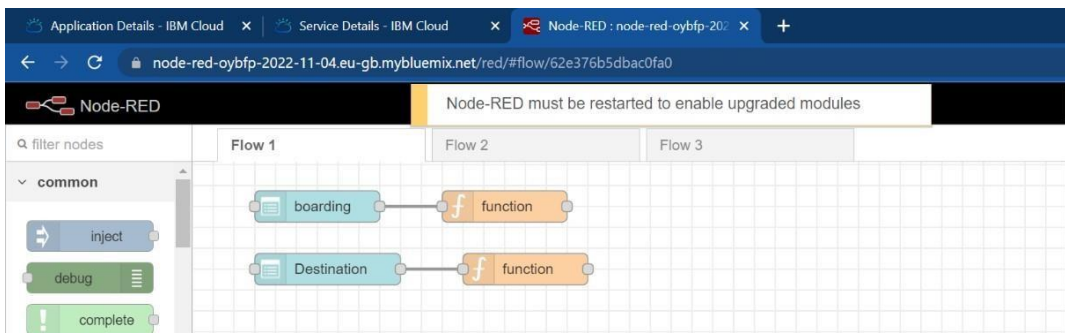 Application Details - IBM Cloud
Service Details - IBM Cloud
Node-RED : node-red-oybfp-202
node-red-oybfp-2022-11-04.eu-gb.mybluemix.net/red/#flow/62e376b5dbac0fa0
Node-RED
Node-RED must be restarted to enable upgraded modules
filter nodes
Flow 1
Flow 2
Flow 3
common
boarding
function
inject
Destination
function
debug
complete